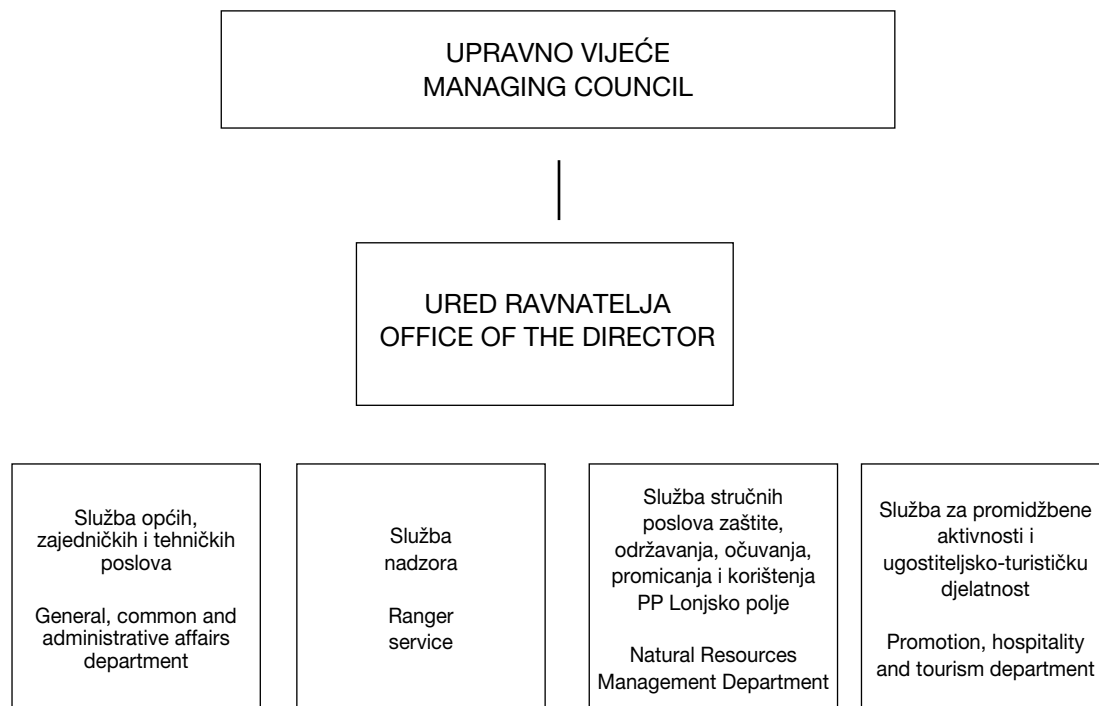 UPRAVNO VIJEĆE
MANAGING COUNCIL
URED RAVNATELJA
OFFICE OF THE DIRECTOR
Služba općih,
zajedničkih i tehničkih
poslova
General, common and
administrative affairs
department
Služba
nadzora
Ranger
service
Služba stručnih
poslova zaštite,
održavanja, očuvanja,
promicanja i korištenja
PP Lonjsko polje
Natural Resources
Management Department
Služba za promidžbene
aktivnosti i
ugostiteljsko-turističku
djelatnost
Promotion, hospitality
and tourism department